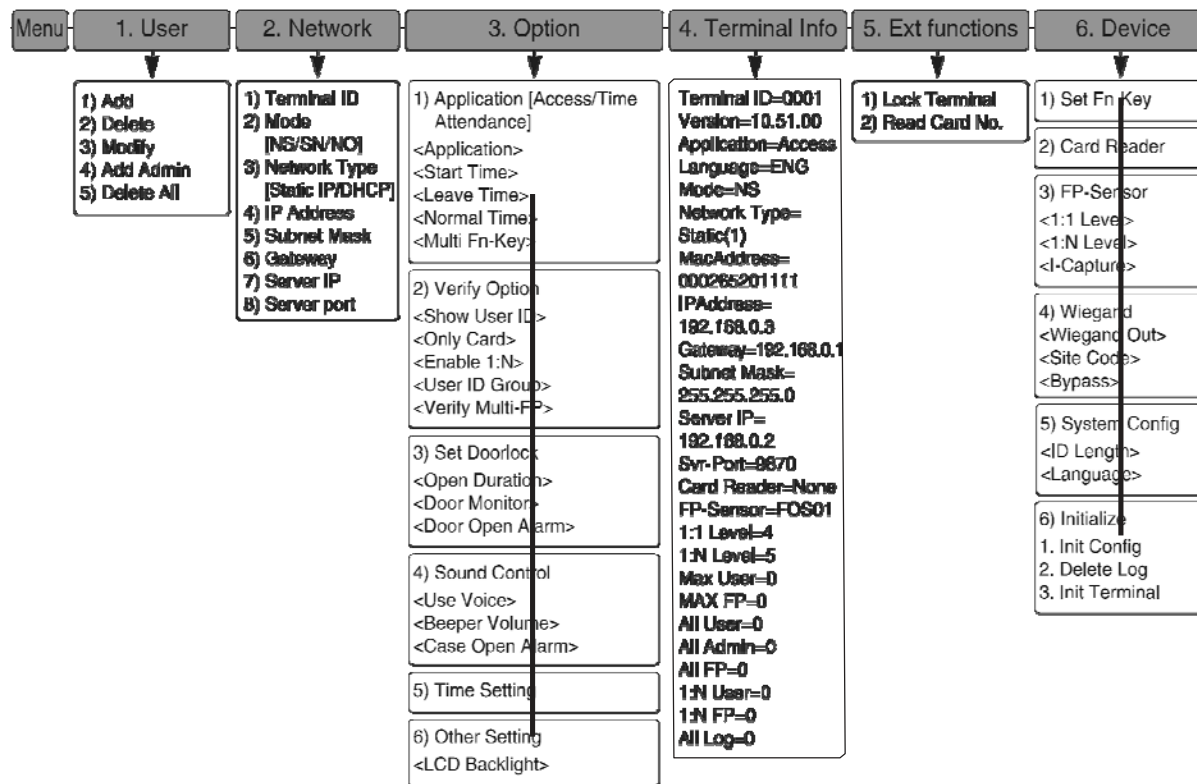 Menu
1. User
2. Network
3. Option
4. Terminal Info
5. Ext functions
6. Device
1) Add
2) Delete
3) Modify
4) Add Admin
5) Delete All
1) Terminal ID
2) Mode
[NS/SN/NO]
3) Network Type
[Static IP/DHCP]
4) IP Address
5) Subnet Mask
6) Gateway
7) Server IP
8) Server port
1) Application [Access/Time
Attendance]
<Application>
<Start Time>
<Leave Time>
<Normal Time>
<Multi Fn-Key>
2) Verify Option
<Show User ID>
<Only Card>
<Enable 1:N>
<User ID Group>
<Verify Multi-FP>
3) Set Doorlock
<Open Duration>
<Door Monitor>
<Door Open Alarm>
4) Sound Control
<Use Voice>
<Beeper Volume>
<Case Open Alarm>
5) Time Setting
6) Other Setting
<LCD Backlight>
Terminal ID=0001
Version=10.51.00
Application=Access
Language=ENG
Mode=NS
Network Type=
Static(1)
MacAddress=
000265201111
IPAddress=
192.168.0.3
Gateway=192.168.0.1
Subnet Mask=
255.255.255.0
Server IP=
192.168.0.2
Svr-Port=9870
Card Reader=None
FP-Sensor=FOS01
1:1 Level=4
1:N Level=5
Max User=0
MAX FP=0
All User=0
All Admin=0
All FP=0
1:N User=0
1:N FP=0
All Log=0
1) Lock Terminal
2) Read Card No.
1) Set Fn Key
2) Card Reader
3) FP-Sensor
<1:1 Level>
<1:N Level>
<I-Capture>
4) Wiegand
<Wiegand Out>
<Site Code>
<Bypass>
5) System Config
<ID Length>
<Language>
6) Initialize
1. Init Config
2. Delete Log
3. Init Terminal